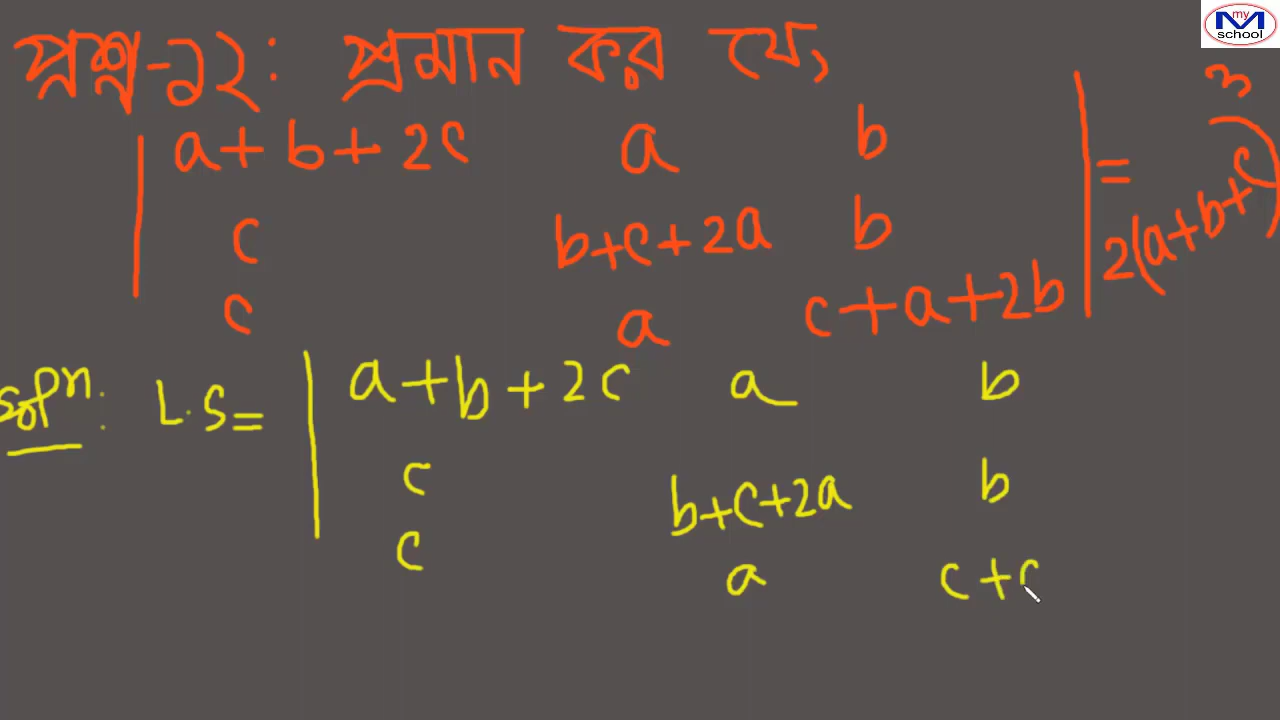 my
M
school
প্রশ্ন-১২: প্রমান কর যে,
| a+b+2c a b | = 2(a+b+c)³
c b+c+2a b
c a c+a+2b
solⁿ: L.S = | a+b+2c a b
c b+c+2a b
c a c+c